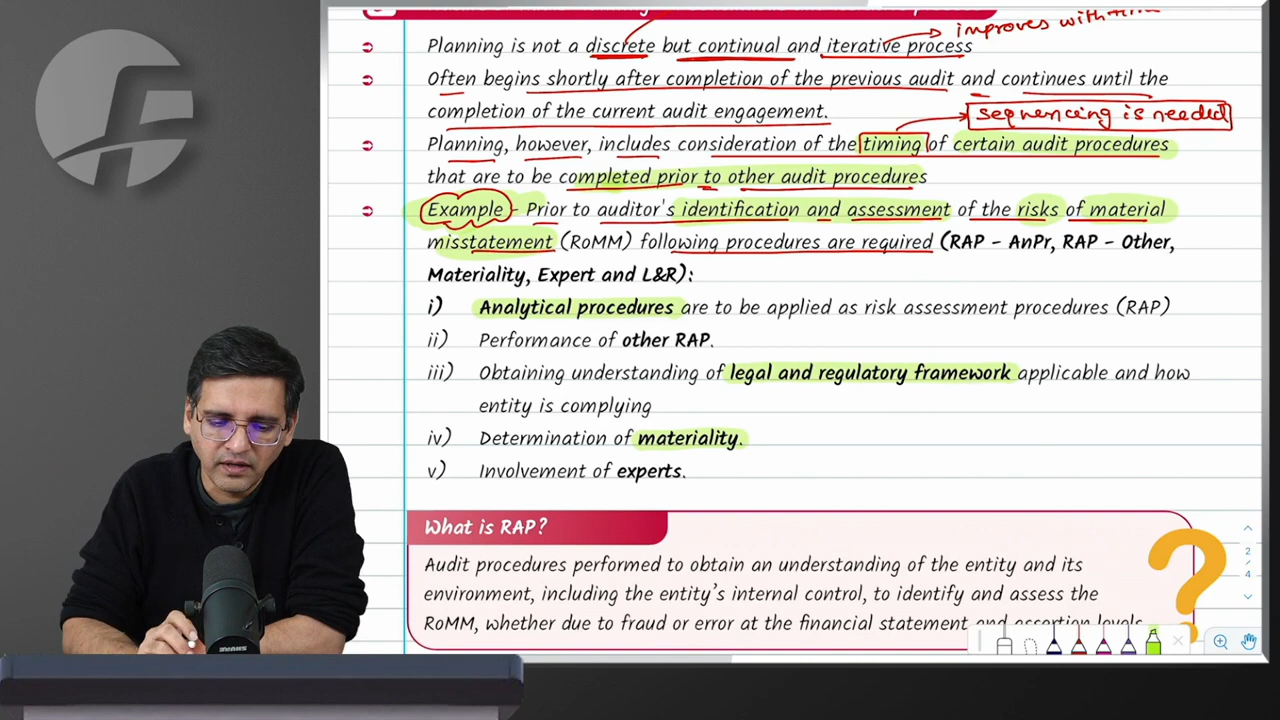 improves with
Planning is not a discrete but continual and iterative process
Often begins shortly after completion of the previous audit and continues until the
completion of the current audit engagement.
sequencing is needed
Planning, however, includes consideration of the timing of certain audit procedures
that are to be completed prior to other audit procedures
Example - Prior to auditor's identification and assessment of the risks of material
misstatement (RoMM) following procedures are required (RAP - AnPr, RAP - Other,
Materiality, Expert and L&R):
i) Analytical procedures are to be applied as risk assessment procedures (RAP)
ii) Performance of other RAP.
iii) Obtaining understanding of legal and regulatory framework applicable and how
entity is complying
iv) Determination of materiality.
v) Involvement of experts.
What is RAP?
Audit procedures performed to obtain an understanding of the entity and its
environment, including the entity's internal control, to identify and assess the
RoMM, whether due to fraud or error at the financial statement and assertion levels.
2
4